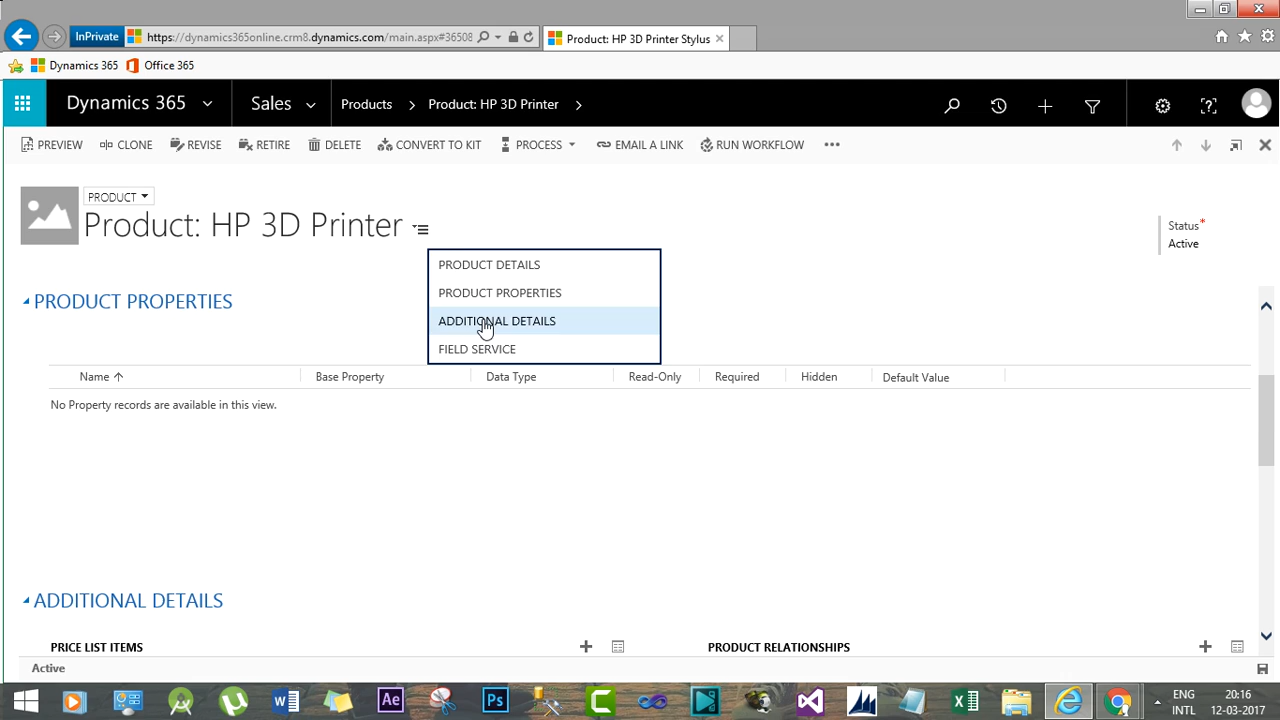 InPrivate
https://dynamics365online.crm8.dynamics.com/main.aspx#36508
Product: HP 3D Printer Stylus
Dynamics 365
Office 365
Dynamics 365
Sales
Products
Product: HP 3D Printer
PREVIEW
CLONE
REVISE
RETIRE
DELETE
CONVERT TO KIT
PROCESS
EMAIL A LINK
RUN WORKFLOW
PRODUCT
Product: HP 3D Printer
Status*
Active
PRODUCT DETAILS
PRODUCT PROPERTIES
ADDITIONAL DETAILS
FIELD SERVICE
PRODUCT PROPERTIES
Name
Base Property
Data Type
Read-Only
Required
Hidden
Default Value
No Property records are available in this view.
ADDITIONAL DETAILS
PRICE LIST ITEMS
PRODUCT RELATIONSHIPS
Active
Ae
Ps
ENG
INTL
20:16
12-03-2017